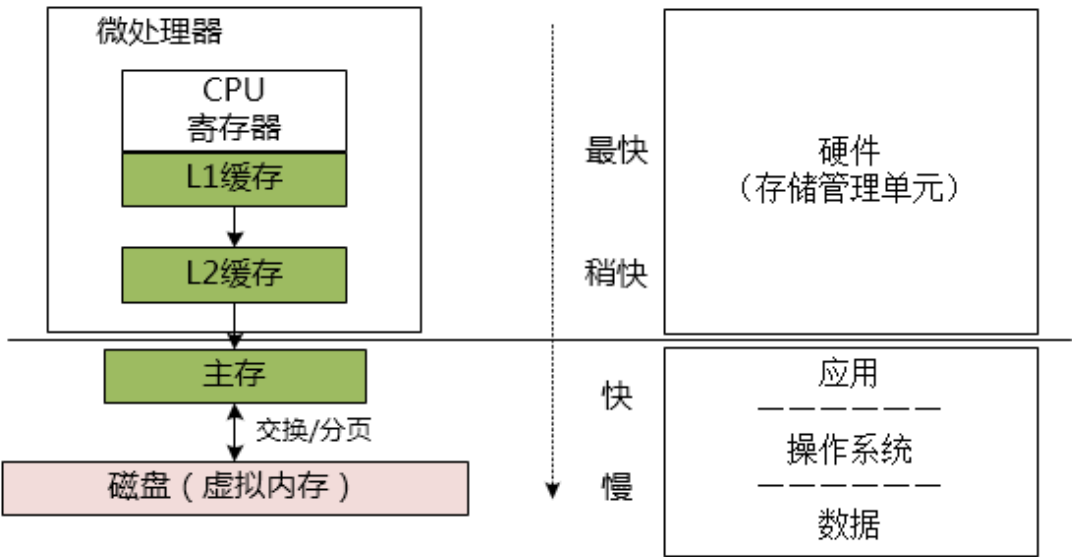 微处理器
CPU
寄存器
L1缓存
L2缓存
主存
交换/分页
磁盘（虚拟内存）
最快
稍快
快
慢
硬件
（存储管理单元）
应用
操作系统
数据